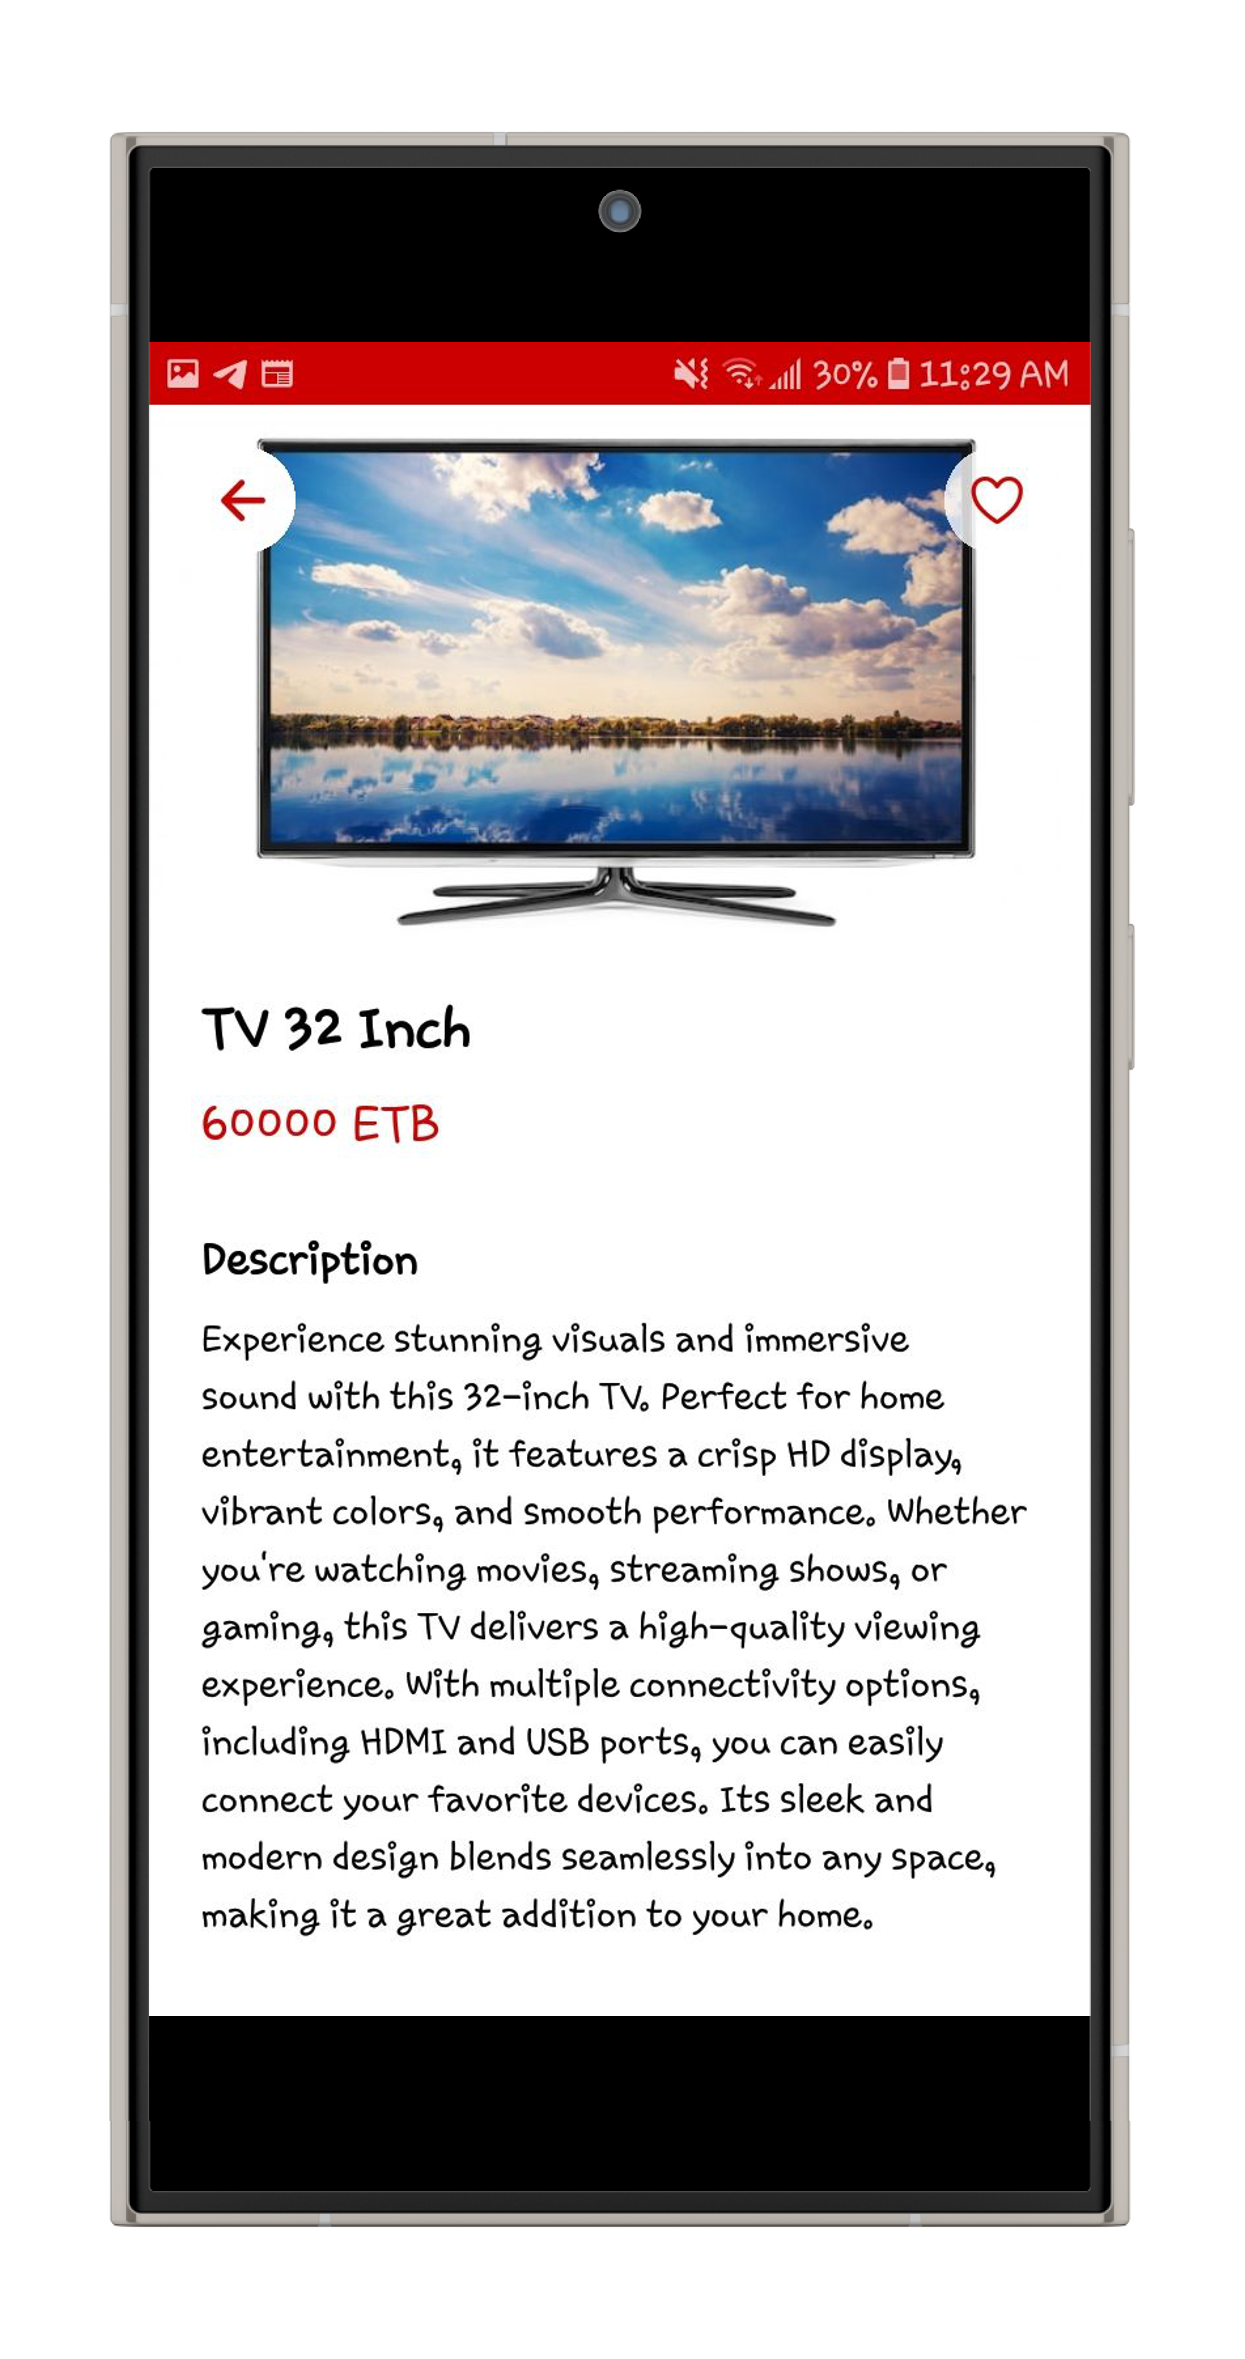 30% 11:29 AM
TV 32 Inch
60000 ETB
Description
Experience stunning visuals and immersive
sound with this 32-inch TV. Perfect for home
entertainment, it features a crisp HD display,
vibrant colors, and smooth performance. Whether
you're watching movies, streaming shows, or
gaming, this TV delivers a high-quality viewing
experience. With multiple connectivity options,
including HDMI and USB ports, you can easily
connect your favorite devices. Its sleek and
modern design blends seamlessly into any space,
making it a great addition to your home.